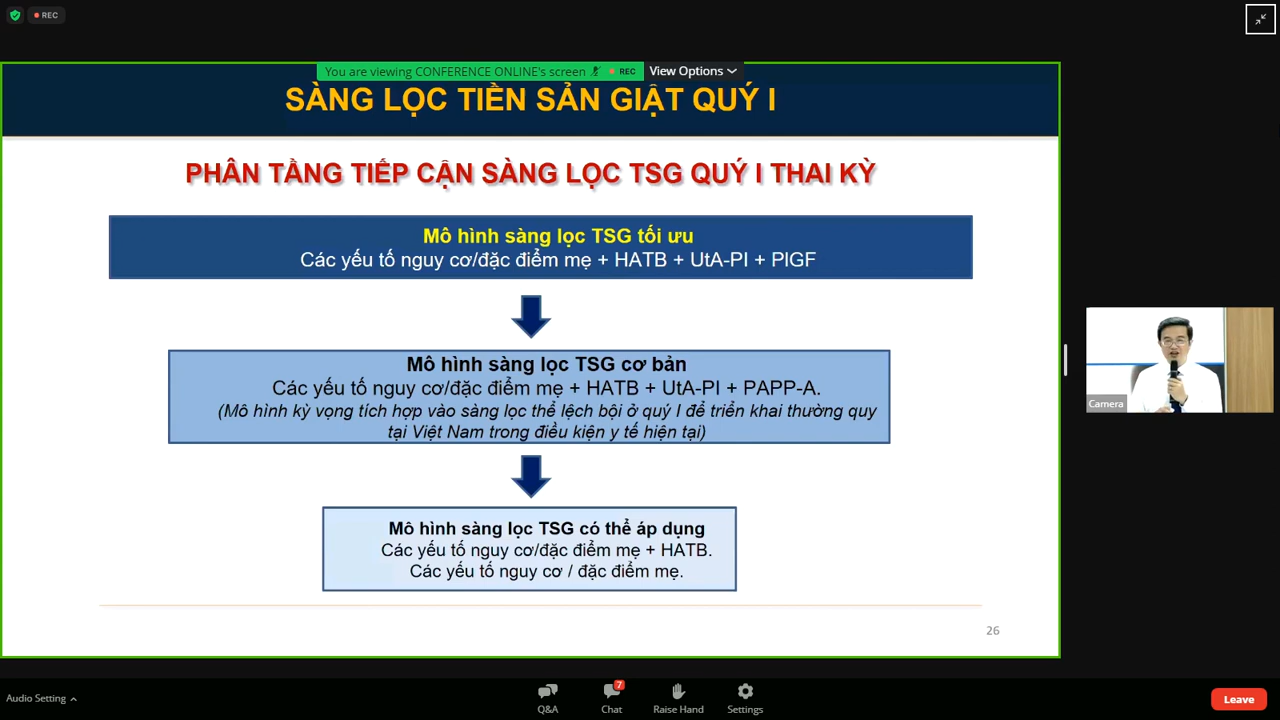 REC
You are viewing CONFERENCE ONLINE's screen REC View Options
SÀNG LỌC TIỀN SẢN GIẬT QUÝ I
PHÂN TẦNG TIẾP CẬN SÀNG LỌC TSG QUÝ I THAI KỲ
Mô hình sàng lọc TSG tối ưu
Các yếu tố nguy cơ/đặc điểm mẹ + HATB + UtA-PI + PlGF
Mô hình sàng lọc TSG cơ bản
Các yếu tố nguy cơ/đặc điểm mẹ + HATB + UtA-PI + PAPP-A.
(Mô hình kỳ vọng tích hợp vào sàng lọc thể lệch bội ở quý I để triển khai thường quy
tại Việt Nam trong điều kiện y tế hiện tại)
Mô hình sàng lọc TSG có thể áp dụng
Các yếu tố nguy cơ/đặc điểm mẹ + HATB.
Các yếu tố nguy cơ / đặc điểm mẹ.
26
Camera
Audio Setting
Q&A
7
Chat
Raise Hand
Settings
Leave